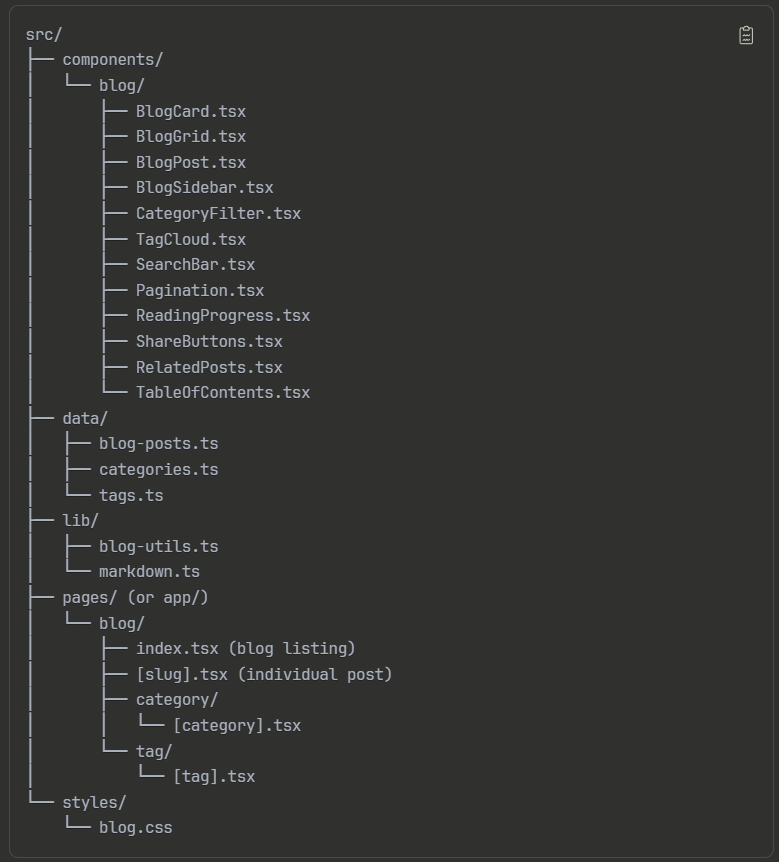 src/
├── components/
│   └── blog/
│       ├── BlogCard.tsx
│       ├── BlogGrid.tsx
│       ├── BlogPost.tsx
│       ├── BlogSidebar.tsx
│       ├── CategoryFilter.tsx
│       ├── TagCloud.tsx
│       ├── SearchBar.tsx
│       ├── Pagination.tsx
│       ├── ReadingProgress.tsx
│       ├── ShareButtons.tsx
│       ├── RelatedPosts.tsx
│       └── TableOfContents.tsx
├── data/
│   ├── blog-posts.ts
│   ├── categories.ts
│   └── tags.ts
├── lib/
│   ├── blog-utils.ts
│   └── markdown.ts
├── pages/ (or app/)
│   └── blog/
│       ├── index.tsx (blog listing)
│       ├── [slug].tsx (individual post)
│       ├── category/
│       │   └── [category].tsx
│       └── tag/
│           └── [tag].tsx
└── styles/
    └── blog.css